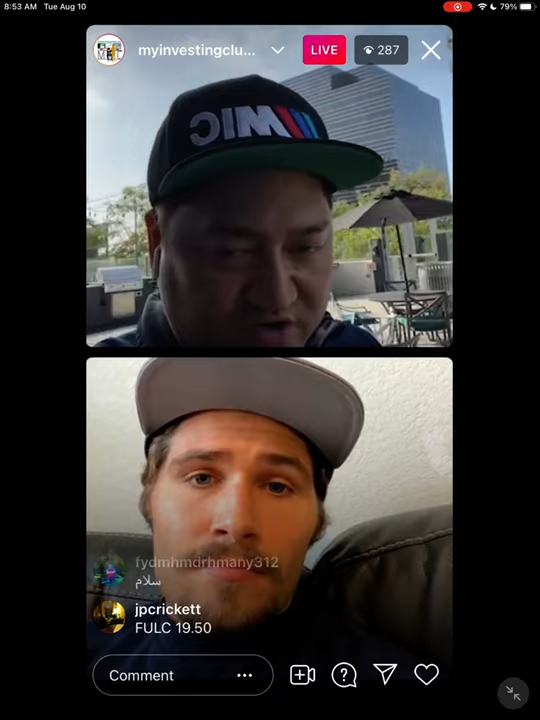 8:53 AM Tue Aug 10
79%
myinvestingclu...
LIVE
287
MIC
fydmhmdrhmany312
سلام
jpcrickett
FULC 19.50
Comment